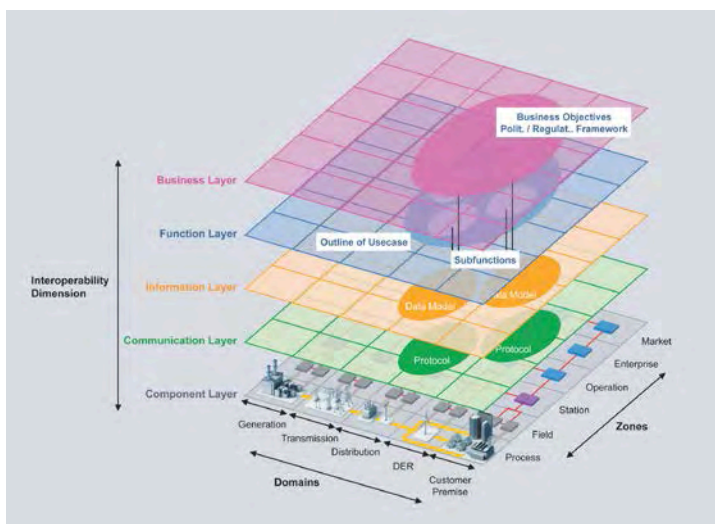 Business Objectives
Polit. / Regulat.. Framework
Business Layer
Function Layer
Outline of Usecase
Subfunctions
Interoperability
Dimension
Information Layer
Data Model
Data Model
Communication Layer
Protocol
Protocol
Component Layer
Market
Enterprise
Operation
Station
Field
Process
Zones
Generation
Transmission
Distribution
DER
Customer
Premise
Domains